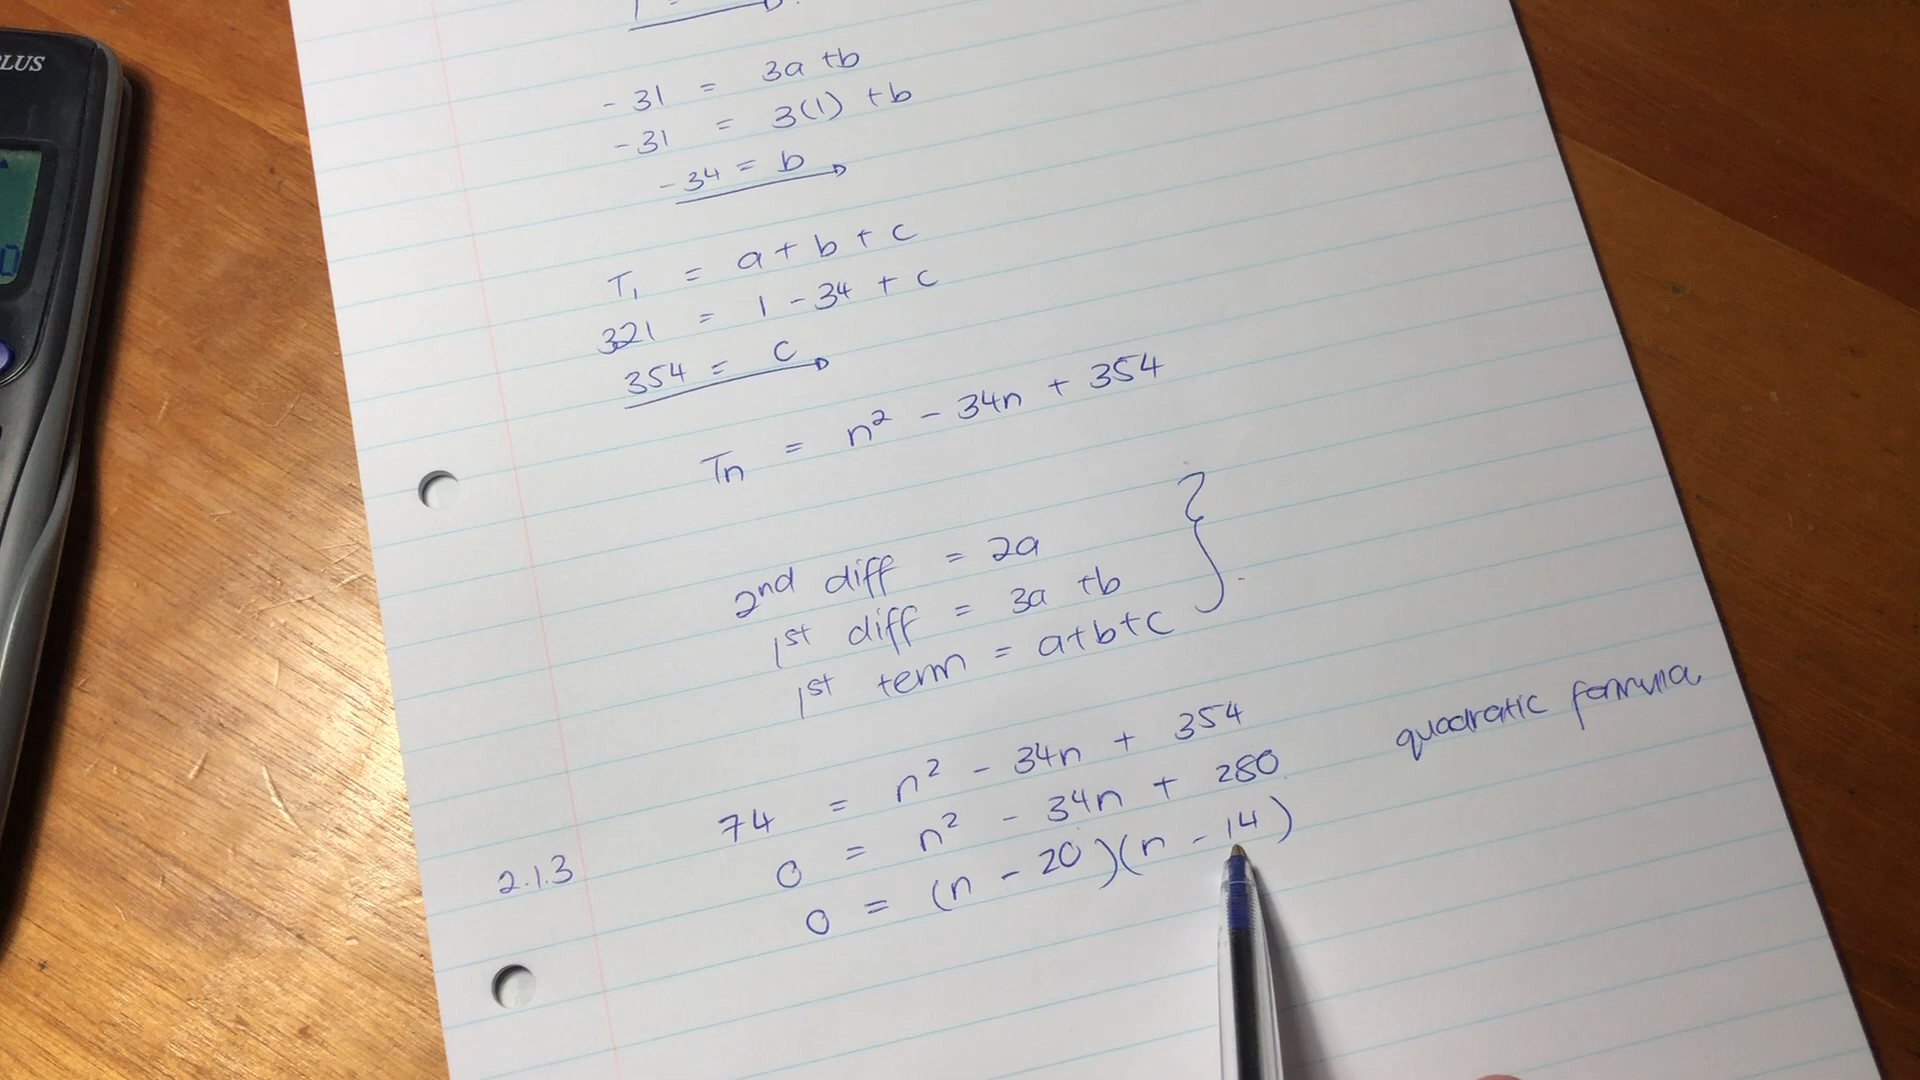 LUS
- 31 = 3a + b
- 31 = 3(1) + b
- 34 = b
T₁ = a + b + c
321 = 1 - 34 + c
354 = c
Tn = n² - 34n + 354
2nd diff = 2a
1st diff = 3a + b
1st term = a + b + c
74 = n² - 34n + 354
quadratic formula
2.1.3
0 = n² - 34n + 280
0 = (n - 20)(n - 14)